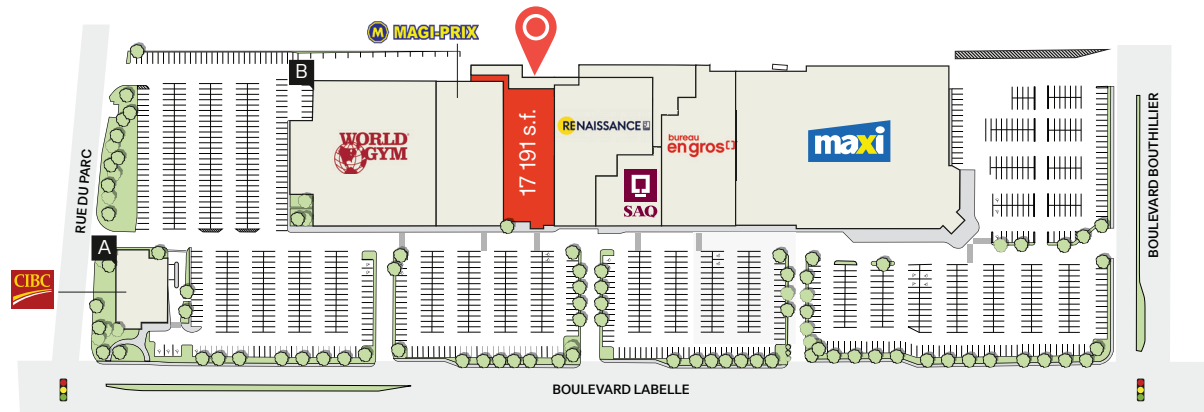 M MAGI-PRIX
B
WORLD
GYM
17 191 s.f.
RENAISSANCE
bureau
en gros
SAQ
maxi
RUE DU PARC
BOULEVARD BOUTHILLIER
A
CIBC
BOULEVARD LABELLE